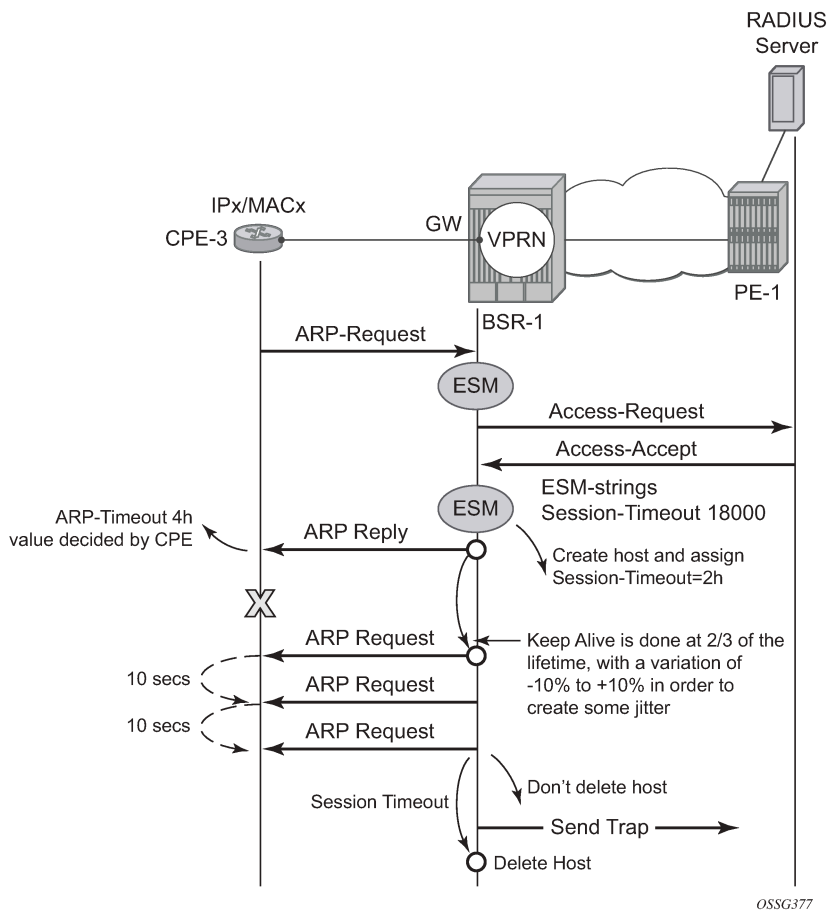 RADIUS
Server
IPx/MACx
CPE-3
GW
VPRN
PE-1
BSR-1
ARP-Request
ESM
Access-Request
Access-Accept
ESM-strings
Session-Timeout 18000
ESM
ARP-Timeout 4h
value decided by CPE
ARP Reply
Create host and assign
Session-Timeout=2h
X
ARP Request
Keep Alive is done at 2/3 of the
lifetime, with a variation of
-10% to +10% in order to
create some jitter
10 secs
ARP Request
10 secs
ARP Request
Don't delete host
Session Timeout
Send Trap
Delete Host
OSSG377